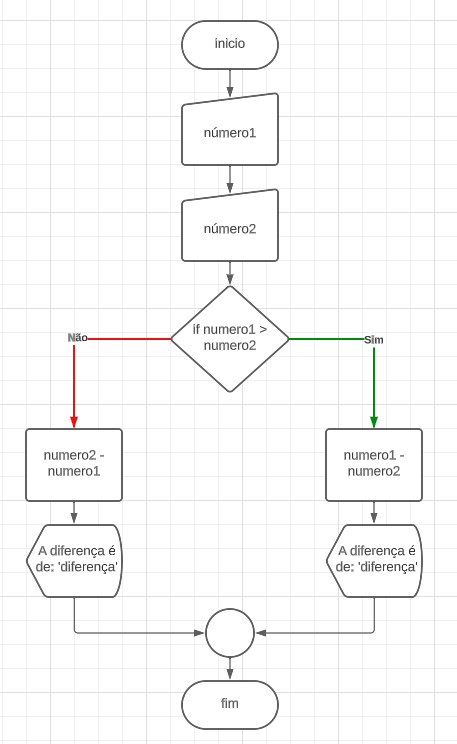 inicio
número1
número2
if numero1 >
numero2
Não
Sim
numero2 -
numero1
numero1 -
numero2
A diferença é
de: 'diferença'
A diferença é
de: 'diferença'
fim